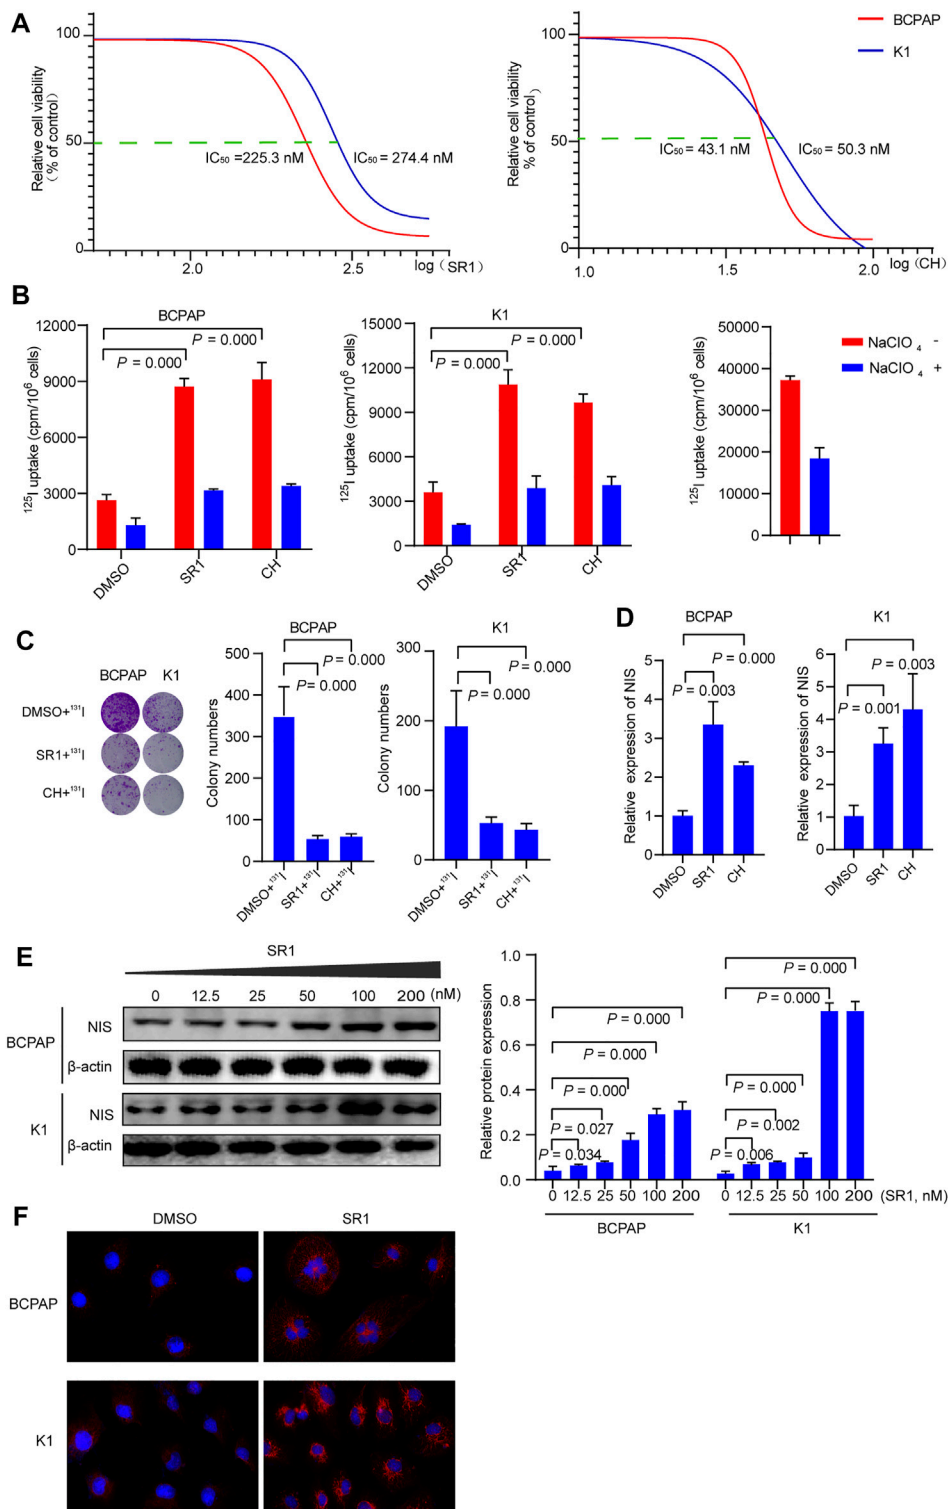 A
Relative cell viability
(% of control)
100
50
0
IC₅₀ =225.3 nM
IC₅₀ = 274.4 nM
2.0
2.5
log (SR1)
Relative cell viability
% of control)
100
50
0
IC₅₀ = 43.1 nM
IC₅₀ = 50.3 nM
1.0
1.5
2.0
log (CH)
BCPAP
K1
B
BCPAP
¹²⁵I uptake (cpm/10⁶ cells)
12000
9000
6000
3000
0
P = 0.000
P = 0.000
DMSO
SR1
CH
K1
¹²⁵I uptake (cpm/10⁶ cells)
15000
12000
9000
6000
3000
0
P = 0.000
P = 0.000
DMSO
SR1
CH
¹²⁵I uptake (cpm/10⁶ cells)
50000
40000
30000
20000
10000
0
NaClO ₄ -
NaClO ₄ +
C
BCPAP K1
DMSO+¹³¹I
SR1+¹³¹I
CH+¹³¹I
BCPAP
Colony numbers
500
400
300
200
100
0
P = 0.000
P = 0.000
DMSO+¹³¹I
SR1+¹³¹I
CH+¹³¹I
K1
Colony numbers
300
200
100
0
P = 0.000
P = 0.000
DMSO+¹³¹I
SR1+¹³¹I
CH+¹³¹I
D
BCPAP
Relative expression of NIS
5
4
3
2
1
0
P = 0.000
P = 0.003
DMSO
SR1
CH
K1
Relative expression of NIS
6
5
4
3
2
1
0
P = 0.003
P = 0.001
DMSO
SR1
CH
E
SR1
0 12.5 25 50 100 200 (nM)
BCPAP
NIS
β-actin
K1
NIS
β-actin
Relative protein expression
1.0
0.8
0.6
0.4
0.2
0.0
P = 0.000
P = 0.000
P = 0.000
P = 0.027
P = 0.034
P = 0.000
P = 0.000
P = 0.000
P = 0.002
P = 0.006
0 12.5 25 50 100 200 0 12.5 25 50 100 200 (SR1, nM)
BCPAP
K1
F
DMSO
SR1
BCPAP
K1